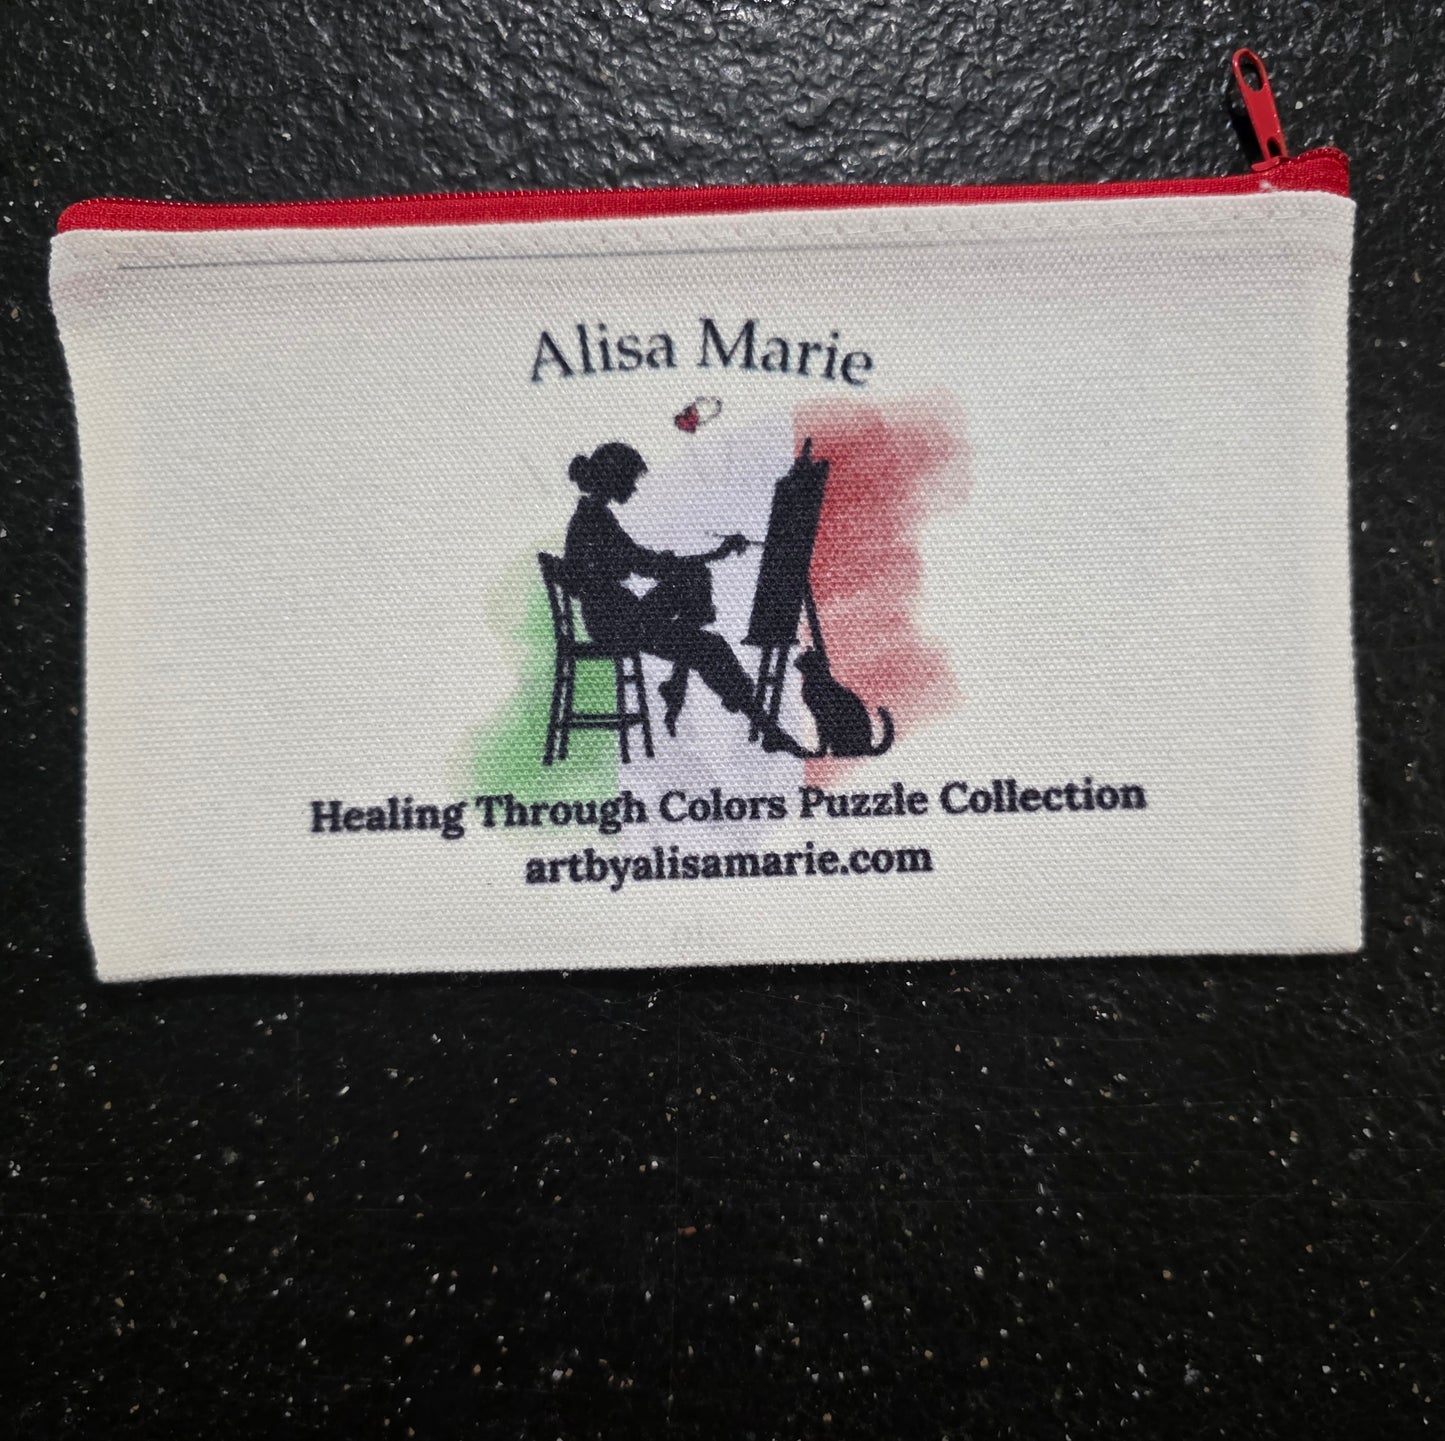 Alisa Marie
Healing Through Colors Puzzle Collection
artbyalisamarie.com